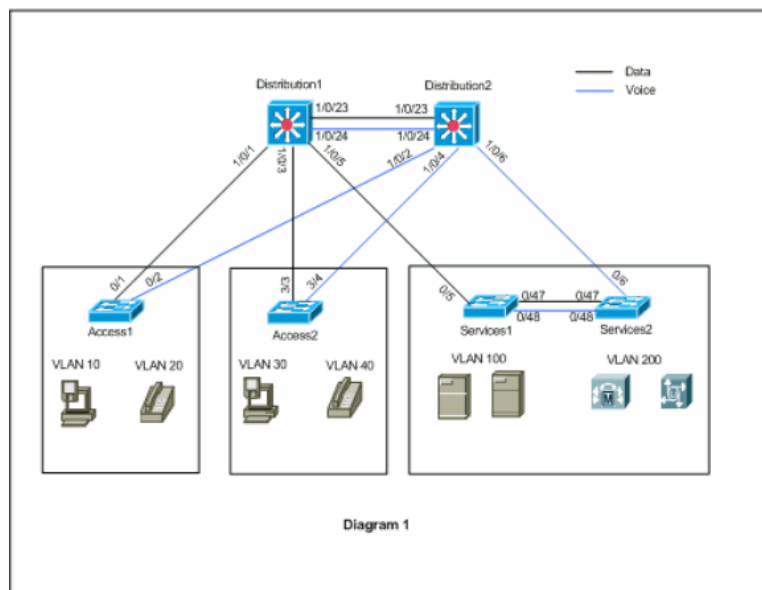 Distribution1
Distribution2
Data
Voice
1/0/23
1/0/23
1/0/24
1/0/24
1/0/1
1/0/3
1/0/5
1/0/2
1/0/4
1/0/6
0/1
0/2
3/3
3/4
0/5
0/6
0/47
0/47
0/48
0/48
Access1
Access2
Services1
Services2
VLAN 10
VLAN 20
VLAN 30
VLAN 40
VLAN 100
VLAN 200
M
Diagram 1